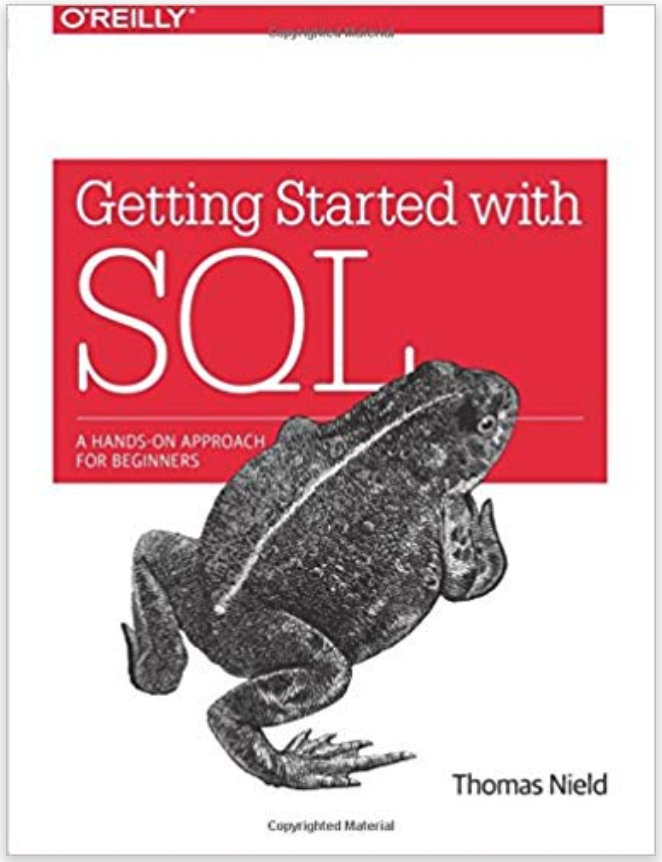 O'REILLY®
Copyrighted Material
Getting Started with
SQL
A HANDS-ON APPROACH
FOR BEGINNERS
Thomas Nield
Copyrighted Material